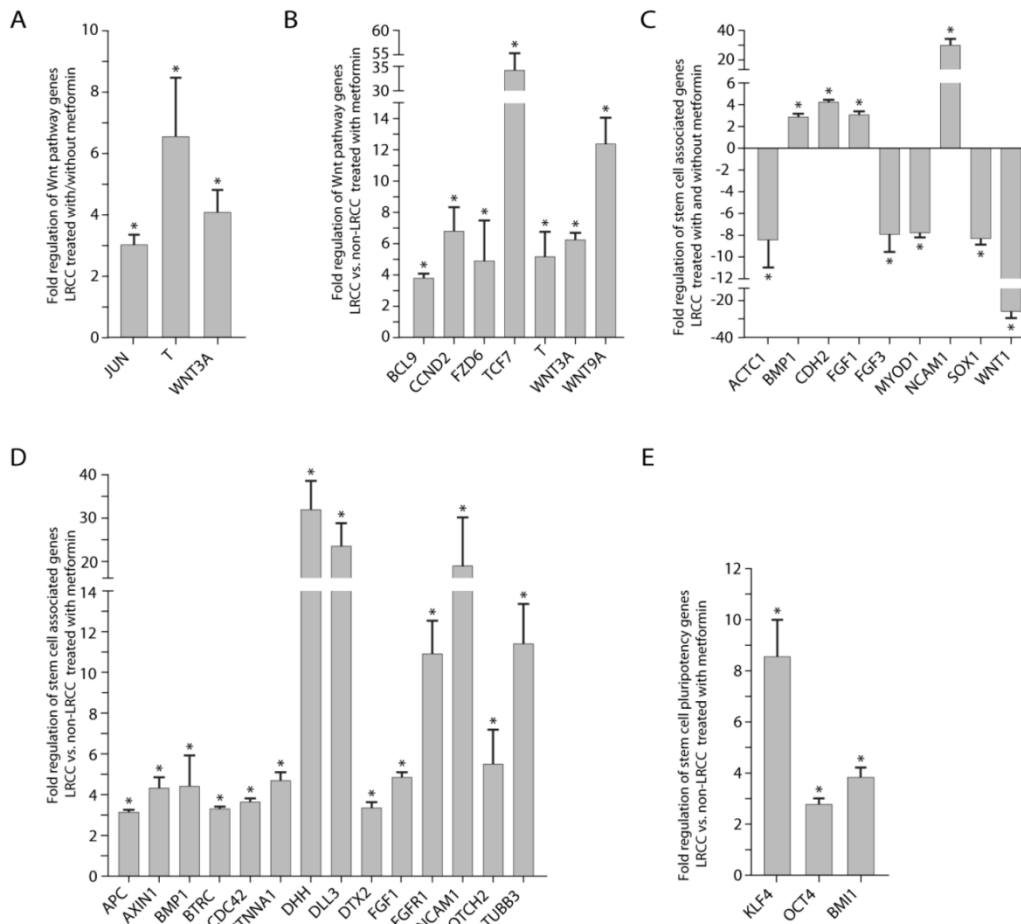 A
Fold regulation of Wnt pathway genes
LRCC treated with/without metformin
10
8
6
4
2
0
*
*
*
JUN
T
WNT3A
B
Fold regulation of Wnt pathway genes
LRCC vs. non-LRCC treated with metformin
60
55
35
30
14
12
10
8
6
4
2
0
*
*
*
*
*
*
*
BCL9
CCND2
FZD6
TCF7
T
WNT3A
WNT9A
C
Fold regulation of stem cell associated genes
LRCC treated with and without metformin
40
20
6
4
2
0
-2
-4
-6
-8
-10
-12
-20
-40
*
*
*
*
*
*
*
*
*
ACTC1
BMP1
CDH2
FGF1
FGF3
MYOD1
NCAM1
SOX1
WNT1
D
Fold regulation of stem cell associated genes
LRCC vs. non-LRCC treated with metformin
40
30
20
14
12
10
8
6
4
2
0
*
*
*
*
*
*
*
*
*
*
*
*
*
*
APC
AXIN1
BMP1
BTRC
CDC42
TNNA1
DHH
DLL3
DTX2
FGF1
FGFR1
NCAM1
OTCH2
TUBB3
E
Fold regulation of stem cell pluripotency genes
LRCC vs. non-LRCC treated with metformin
12
10
8
6
4
2
0
*
*
*
KLF4
OCT4
BMI1